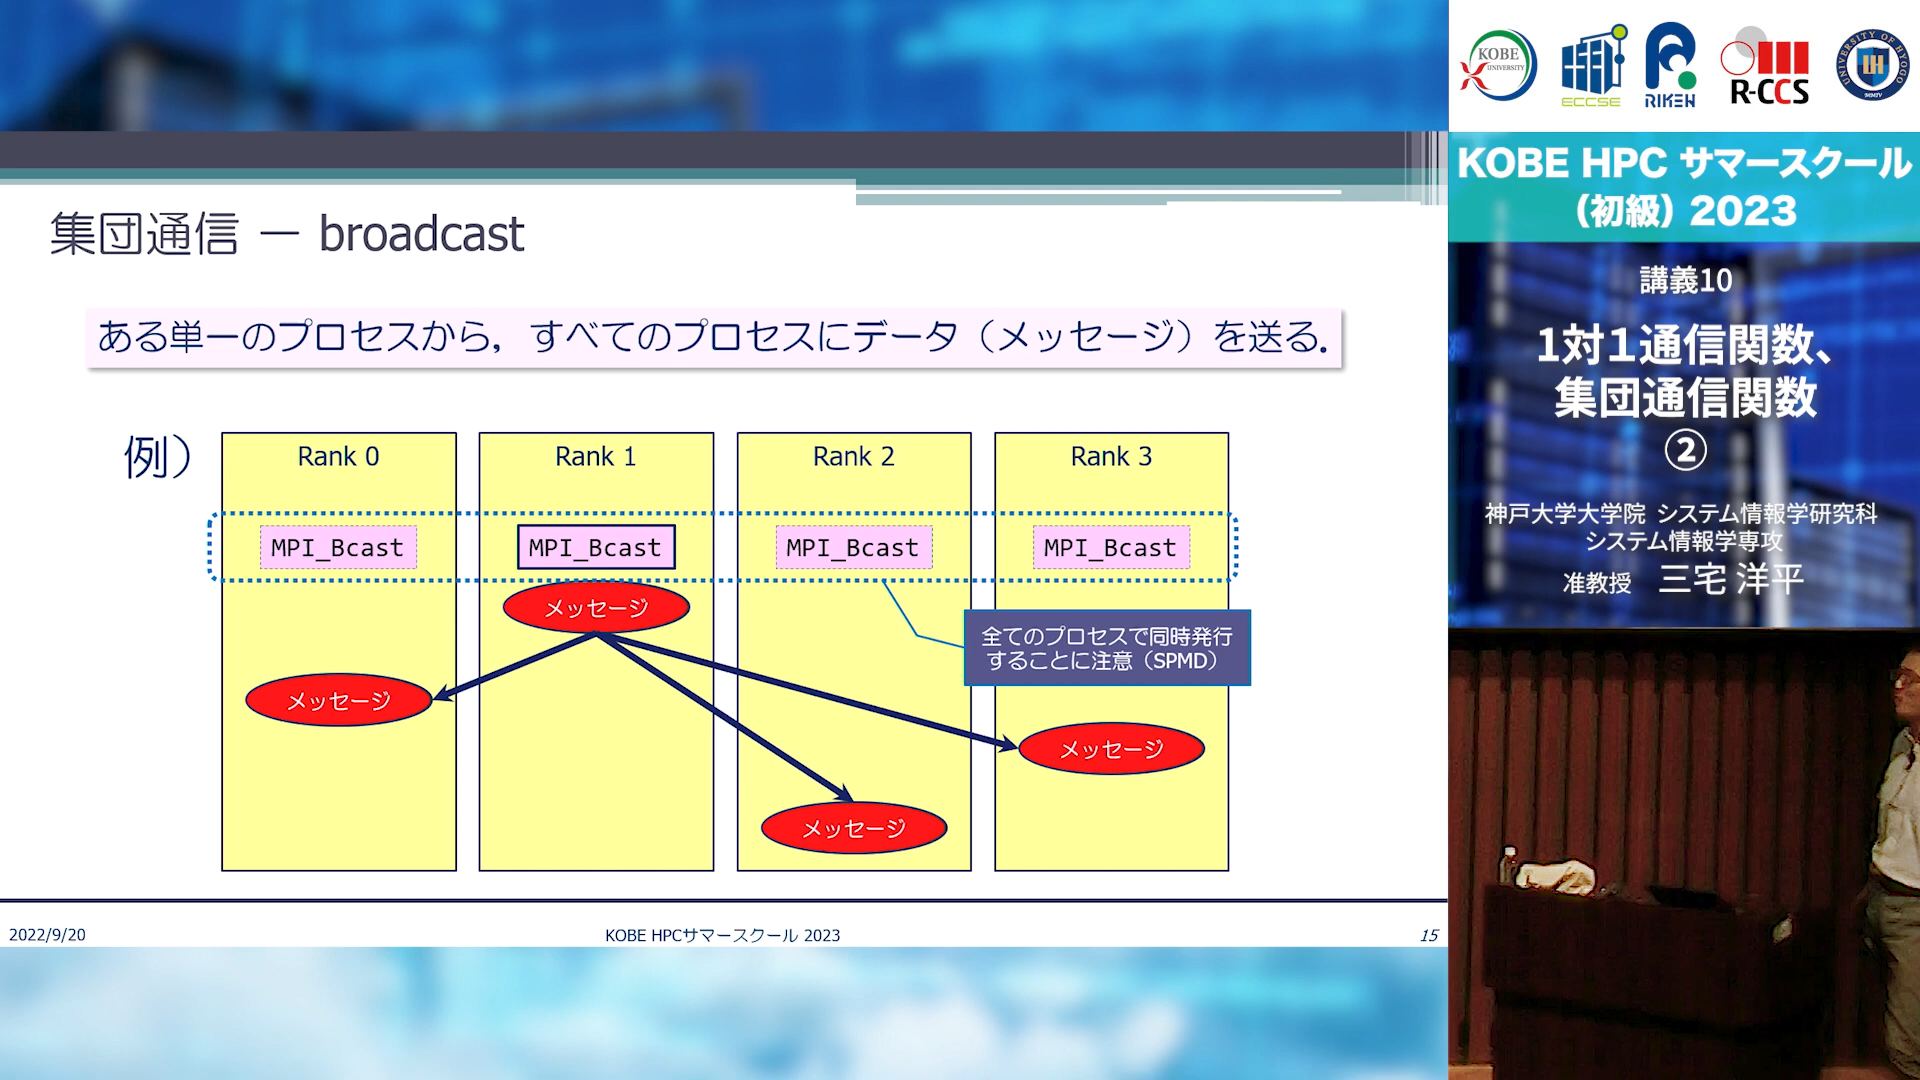 集団通信 － broadcast
ある単一のプロセスから，すべてのプロセスにデータ（メッセージ）を送る．
例）
Rank 0
Rank 1
Rank 2
Rank 3
MPI_Bcast
MPI_Bcast
MPI_Bcast
MPI_Bcast
メッセージ
全てのプロセスで同時発行
することに注意（SPMD）
メッセージ
メッセージ
メッセージ
2022/9/20
KOBE HPCサマースクール 2023
15
KOBE
UNIVERSITY
ECCSE
RIKEN
R-CCS
UNIVERSITY OF HYOGO
KOBE HPC サマースクール
（初級）2023
講義10
1対１通信関数、
集団通信関数
②
神戸大学大学院 システム情報学研究科
システム情報学専攻
准教授 三宅 洋平